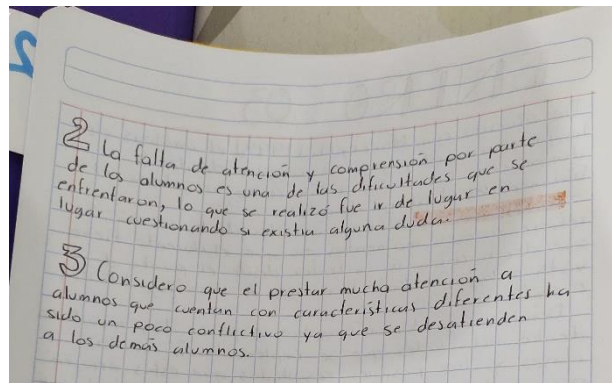 2 La falta de atención y comprensión por parte
de los alumnos es una de las dificultades que se
enfrentaron, lo que se realizó fue ir de lugar en
lugar cuestionando si existia alguna duda.
3 Considero que el prestar mucha atención a
alumnos que cuentan con características diferentes ha
sido un poco conflictivo ya que se desatienden
a los demás alumnos.